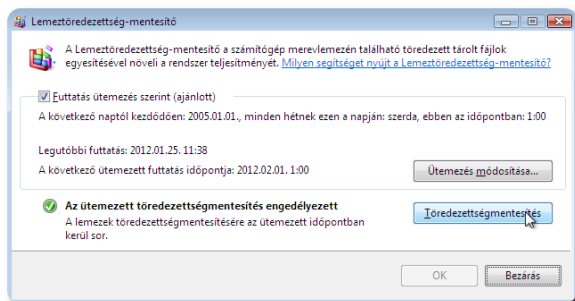 Lemeztöredezettség-mentesítő
A Lemeztöredezettség-mentesítő a számítógép merevlemezén található töredezett tárolt fájlok
egyesítésével növeli a rendszer teljesítményét. Milyen segítséget nyújt a Lemeztöredezettség-mentesítő?
Futtatás ütemezés szerint (ajánlott)
A következő naptól kezdődően: 2005.01.01., minden hétnek ezen a napján: szerda, ebben az időpontban: 1:00
Legutóbbi futtatás: 2012.01.25. 11:38
A következő ütemezett futtatás időpontja: 2012.02.01. 1:00
Ütemezés módosítása...
Az ütemezett töredezettségmentesítés engedélyezett
A lemezek töredezettségmentesítésére az ütemezett időpontban
kerül sor.
Töredezettségmentesítés
OK
Bezárás